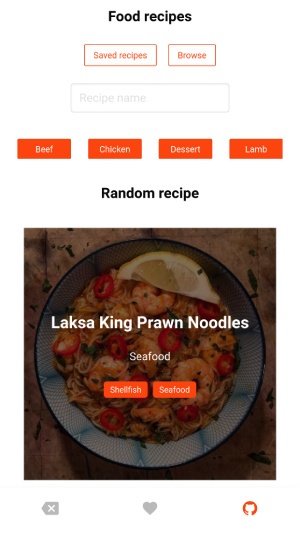 Food recipes
Saved recipes Browse
Recipe name
Beef Chicken Dessert Lamb
Random recipe
Laksa King Prawn Noodles
Seafood
Shellfish Seafood